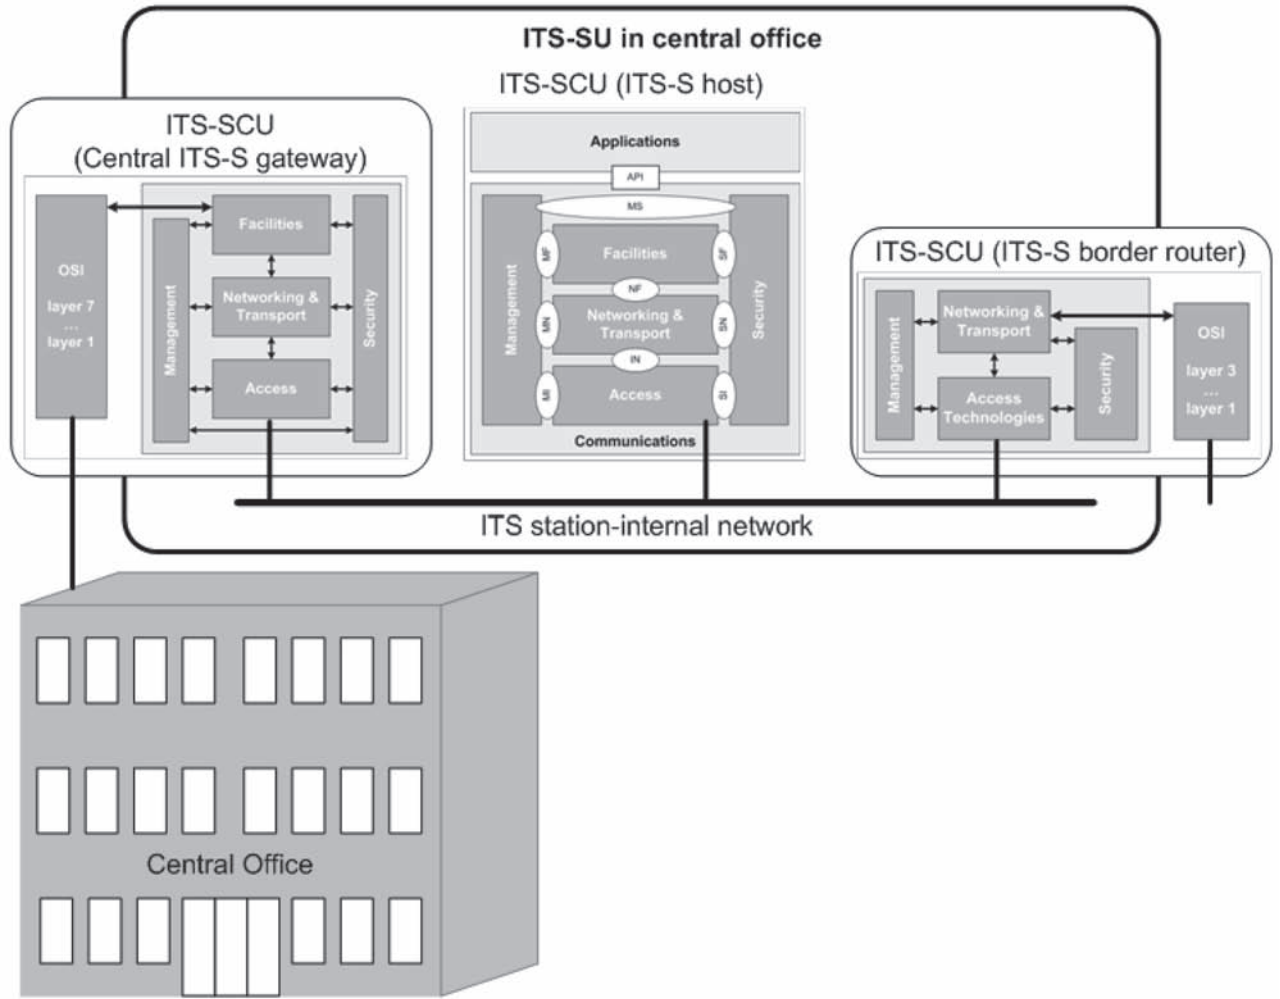 ITS-SU in central office
ITS-SCU (ITS-S host)
ITS-SCU
(Central ITS-S gateway)
OSI
layer 7
...
layer 1
Facilities
Networking &
Transport
Access
Management
Security
Applications
API
MS
Management
MF
Facilities
SF
NF
MN
Networking &
Transport
SN
IN
MI
Access
SI
Security
Communications
ITS-SCU (ITS-S border router)
Management
Networking &
Transport
Access
Technologies
Security
OSI
layer 3
...
layer 1
ITS station-internal network
Central Office